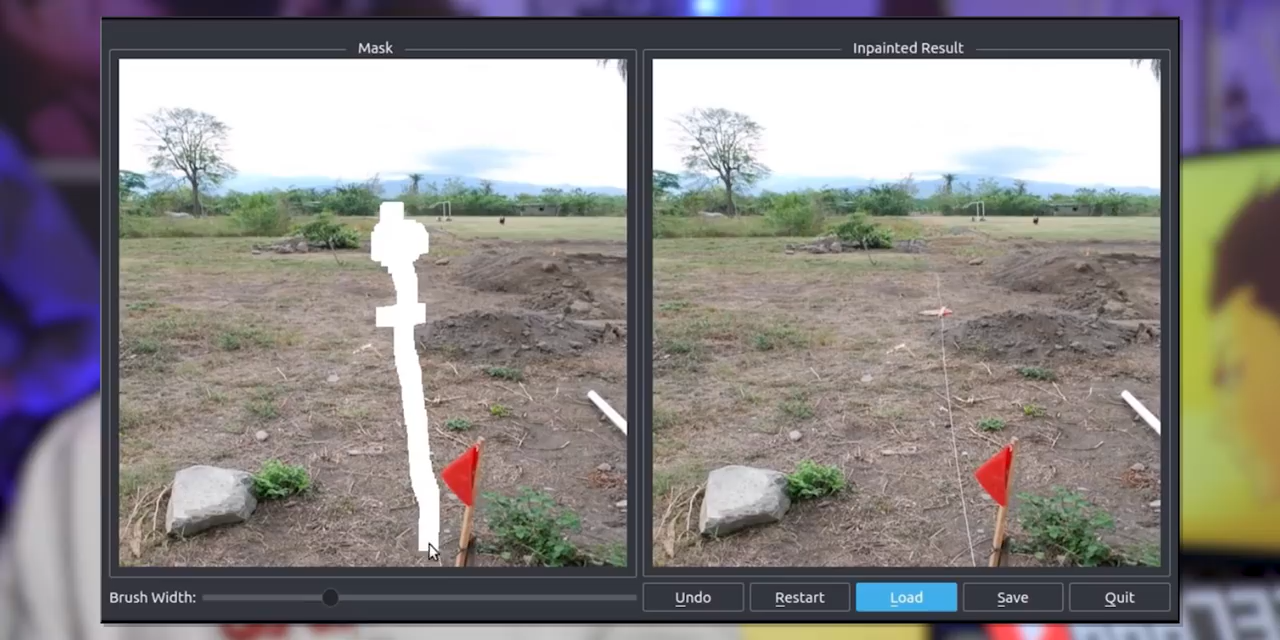 Mask
Inpainted Result
Brush Width:
Undo
Restart
Load
Save
Quit